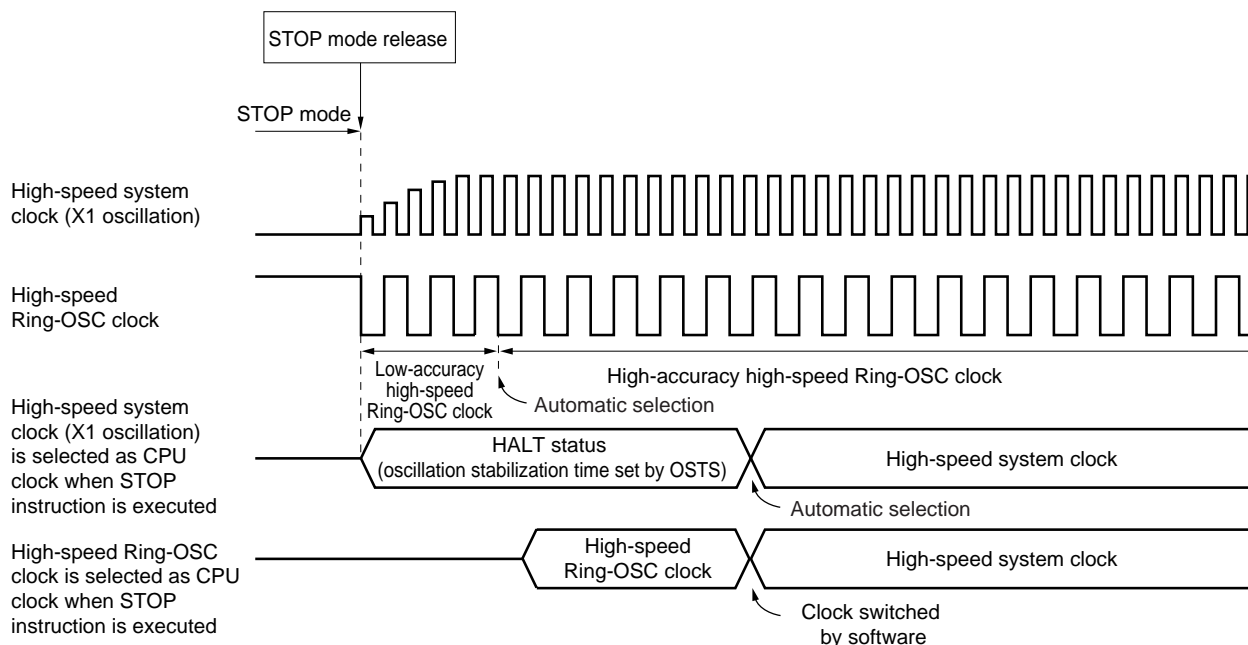 STOP mode release
STOP mode
High-speed system
clock (X1 oscillation)
High-speed
Ring-OSC clock
Low-accuracy
high-speed
Ring-OSC clock
High-accuracy high-speed Ring-OSC clock
Automatic selection
High-speed system
clock (X1 oscillation)
is selected as CPU
clock when STOP
instruction is executed
HALT status
(oscillation stabilization time set by OSTS)
High-speed system clock
Automatic selection
High-speed Ring-OSC
clock is selected as CPU
clock when STOP
instruction is executed
High-speed
Ring-OSC clock
High-speed system clock
Clock switched
by software